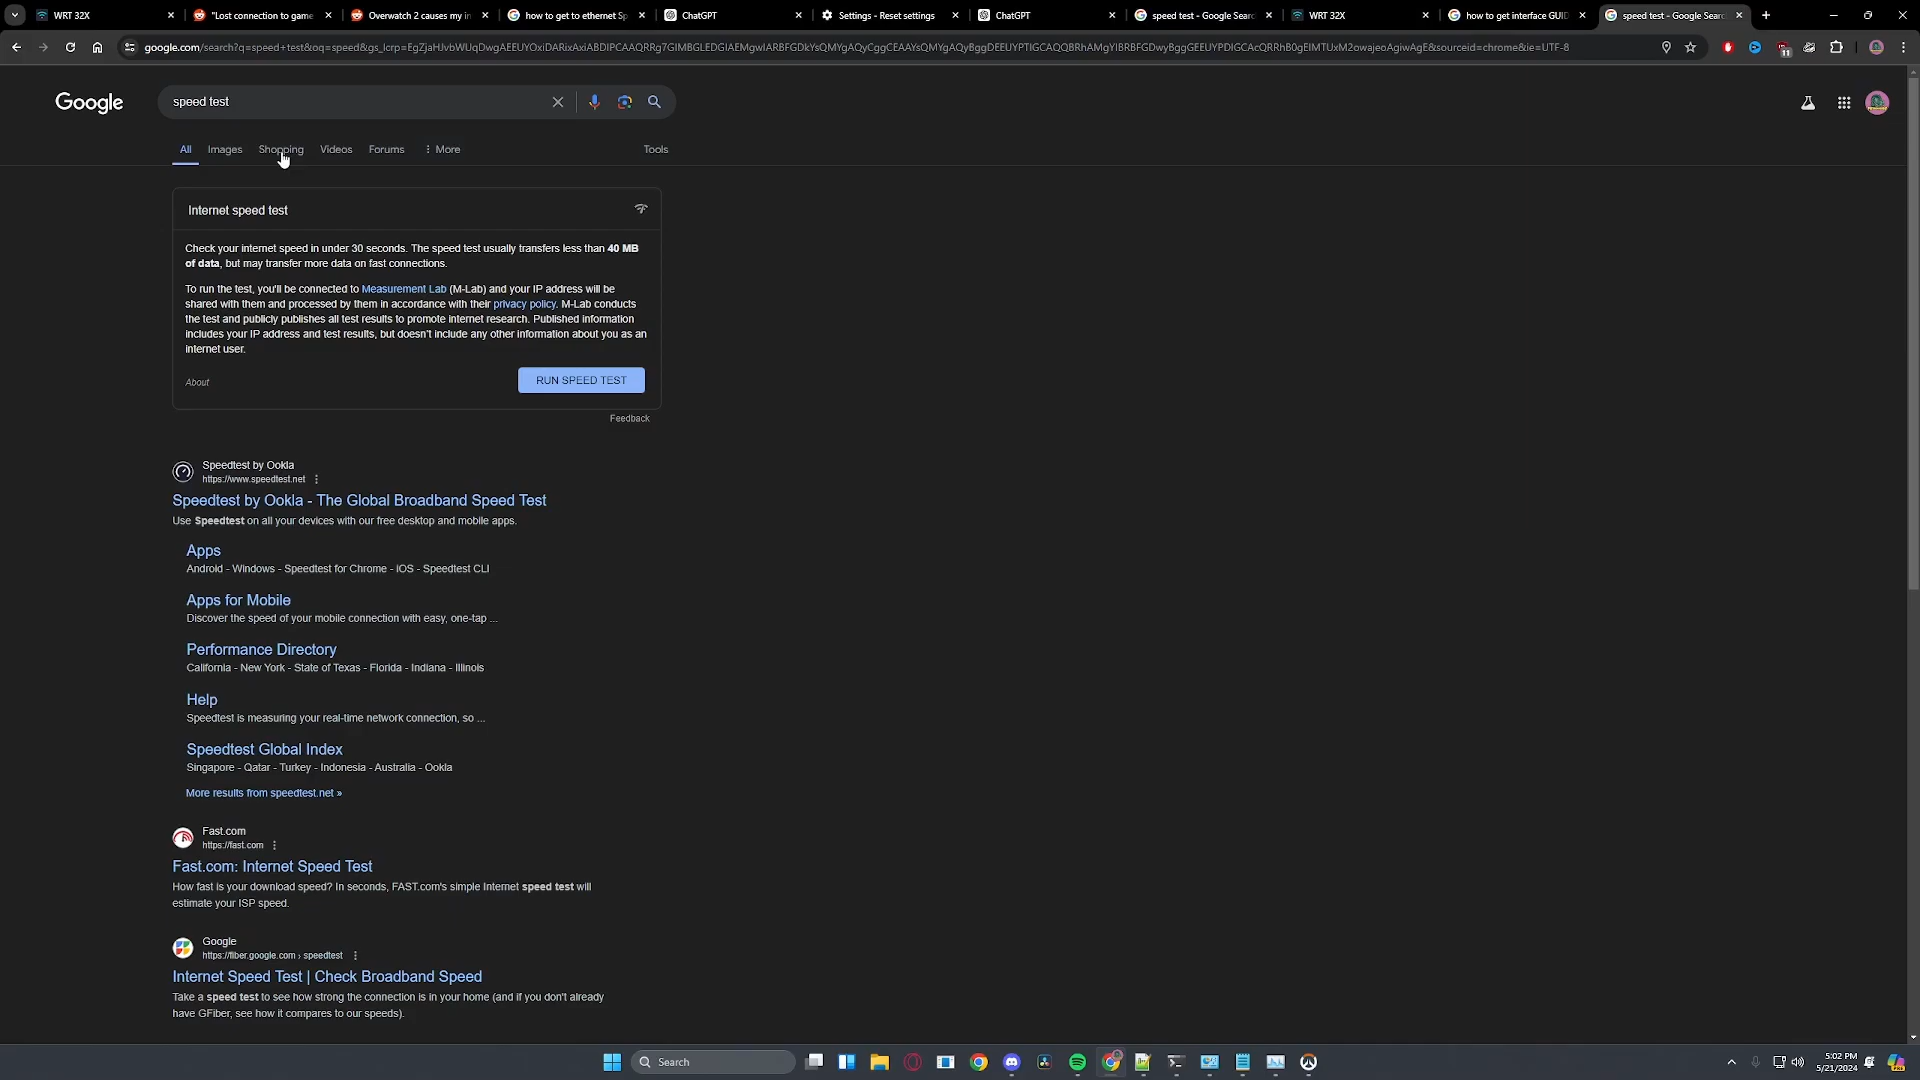 WRT 32X
"Lost connection to game
Overwatch 2 causes my in
how to get to ethernet Sp
ChatGPT
Settings - Reset settings
ChatGPT
speed test - Google Searc
WRT 32X
how to get interface GUID
speed test - Google Searc
Google
speed test
All
Images
Shopping
Videos
Forums
More
Tools
Internet speed test
Check your internet speed in under 30 seconds. The speed test usually transfers less than 40 MB
of data, but may transfer more data on fast connections.
To run the test, you'll be connected to Measurement Lab (M-Lab) and your IP address will be
shared with them and processed by them in accordance with their privacy policy. M-Lab conducts
the test and publicly publishes all test results to promote internet research. Published information
includes your IP address and test results, but doesn't include any other information about you as an
internet user.
About
RUN SPEED TEST
Feedback
Speedtest by Ookla
https://www.speedtest.net
Speedtest by Ookla - The Global Broadband Speed Test
Use Speedtest on all your devices with our free desktop and mobile apps.
Apps
Android - Windows - Speedtest for Chrome - iOS - Speedtest CLI
Apps for Mobile
Discover the speed of your mobile connection with easy, one-tap ...
Performance Directory
California - New York - State of Texas - Florida - Indiana - Illinois
Help
Speedtest is measuring your real-time network connection, so ...
Speedtest Global Index
Singapore - Qatar - Turkey - Indonesia - Australia - Ookla
More results from speedtest.net »
Fast.com
https://fast.com
Fast.com: Internet Speed Test
How fast is your download speed? In seconds, FAST.com's simple Internet speed test will
estimate your ISP speed.
Google
https://fiber.google.com › speedtest
Internet Speed Test | Check Broadband Speed
Take a speed test to see how strong the connection is in your home (and if you don't already
have GFiber, see how it compares to our speeds).
Search
5:02 PM
5/21/2024